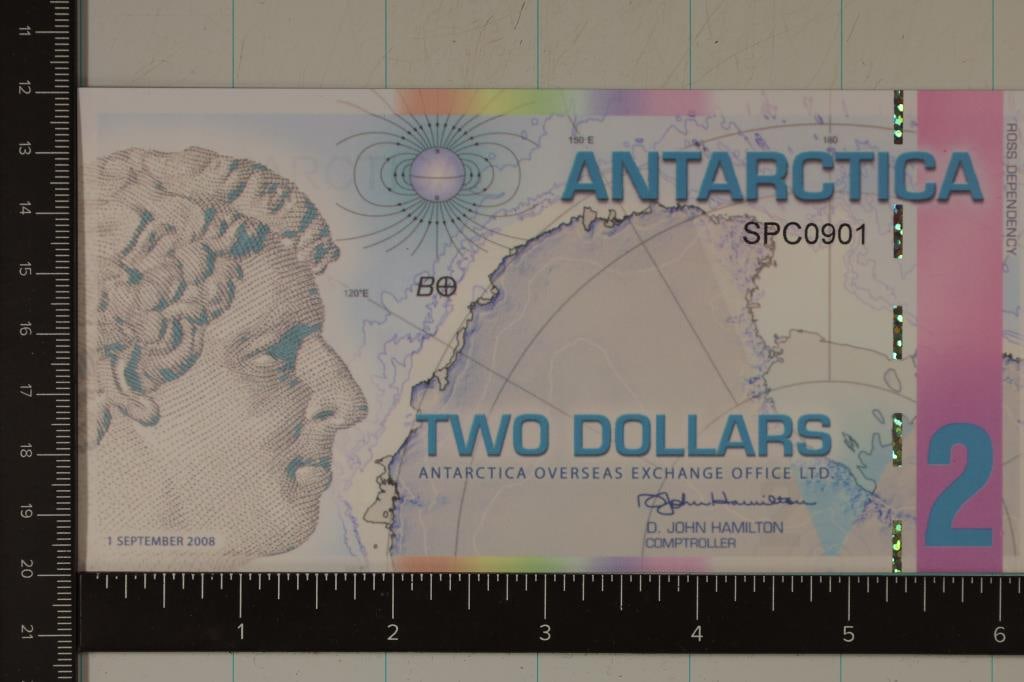 ANTARCTICA
SPC0901
150°E
180
120°E
B
ROSS DEPENDENCY
TWO DOLLARS
ANTARCTICA OVERSEAS EXCHANGE OFFICE LTD.
D. John Hamilton
D. JOHN HAMILTON
COMPTROLLER
1 SEPTEMBER 2008
2
11
12
13
14
15
16
17
18
19
20
21
1 2 3 4 5 6